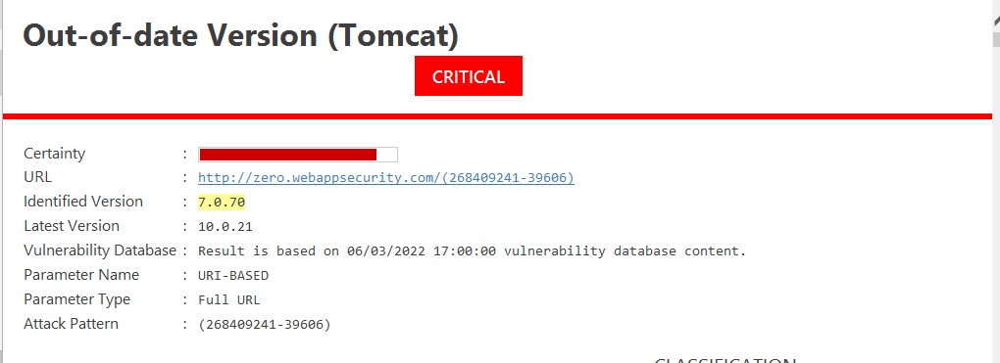 Out-of-date Version (Tomcat)
CRITICAL
Certainty :
URL : http://zero.webappsecurity.com/(268409241-39606)
Identified Version : 7.0.70
Latest Version : 10.0.21
Vulnerability Database : Result is based on 06/03/2022 17:00:00 vulnerability database content.
Parameter Name : URI-BASED
Parameter Type : Full URL
Attack Pattern : (268409241-39606)
CLASSIFICATION